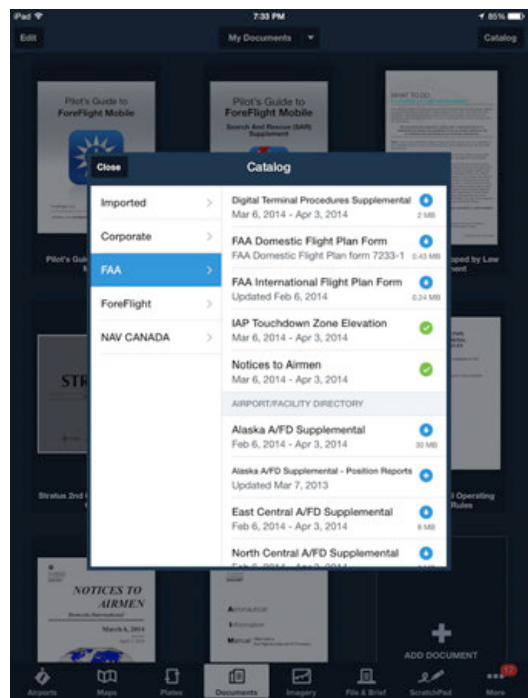 iPad 7:33 PM 85%
Edit My Documents Catalog
Pilot's Guide to
ForeFlight Mobile
Pilot's Guide to
ForeFlight Mobile
Search And Rescue (SAR)
Supplement
WHAT TO DO
Close Catalog
Imported
Corporate
FAA
ForeFlight
NAV CANADA
Digital Terminal Procedures Supplemental
Mar 6, 2014 - Apr 3, 2014 2 MB
FAA Domestic Flight Plan Form
FAA Domestic Flight Plan form 7233-1 0.43 MB
FAA International Flight Plan Form
Updated Feb 6, 2014 0.24 MB
IAP Touchdown Zone Elevation
Mar 6, 2014 - Apr 3, 2014
Notices to Airmen
Mar 6, 2014 - Apr 3, 2014
AIRPORT/FACILITY DIRECTORY
Alaska A/FD Supplemental
Feb 6, 2014 - Apr 3, 2014 30 MB
Alaska A/FD Supplemental - Position Reports
Updated Mar 7, 2013
East Central A/FD Supplemental
Feb 6, 2014 - Apr 3, 2014 8 MB
North Central A/FD Supplemental
Pilot's Gui
ped by Law
ment
STR
Stratus 2nd
l Operating
Rules
NOTICES TO
AIRMEN
Domestic/International
March 6, 2014
Aeronautical
Information
Manual
ADD DOCUMENT
Airports Maps Plates Documents Imagery File & Brief ScratchPad More
17